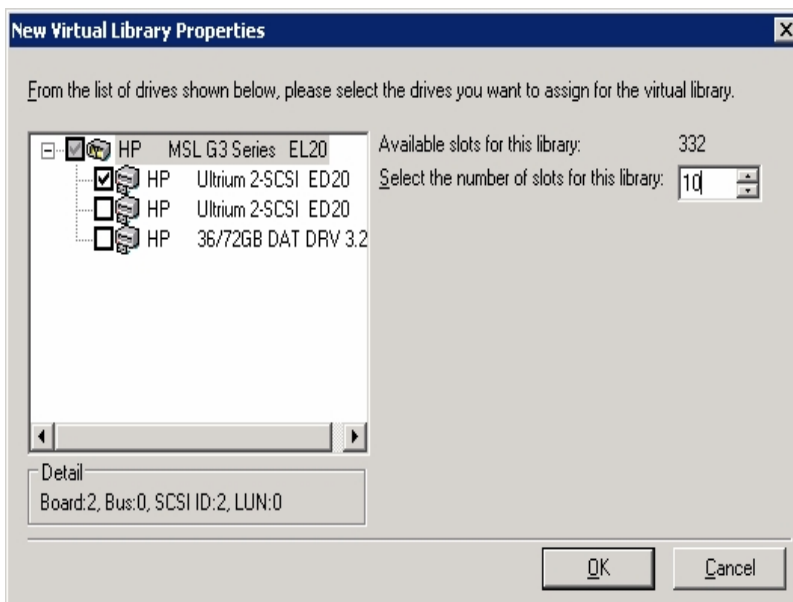 New Virtual Library Properties
From the list of drives shown below, please select the drives you want to assign for the virtual library.
HP MSL G3 Series EL20
HP Ultrium 2-SCSI ED20
HP Ultrium 2-SCSI ED20
HP 36/72GB DAT DRV 3.2
Available slots for this library: 332
Select the number of slots for this library: 10
Detail
Board:2, Bus:0, SCSI ID:2, LUN:0
OK Cancel